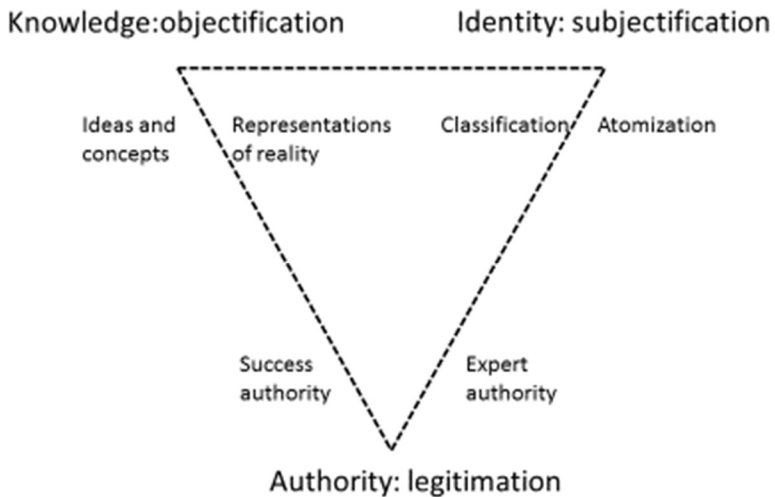 Knowledge:objectification
Identity: subjectification
Ideas and
concepts
Representations
of reality
Classification
Atomization
Success
authority
Expert
authority
Authority: legitimation